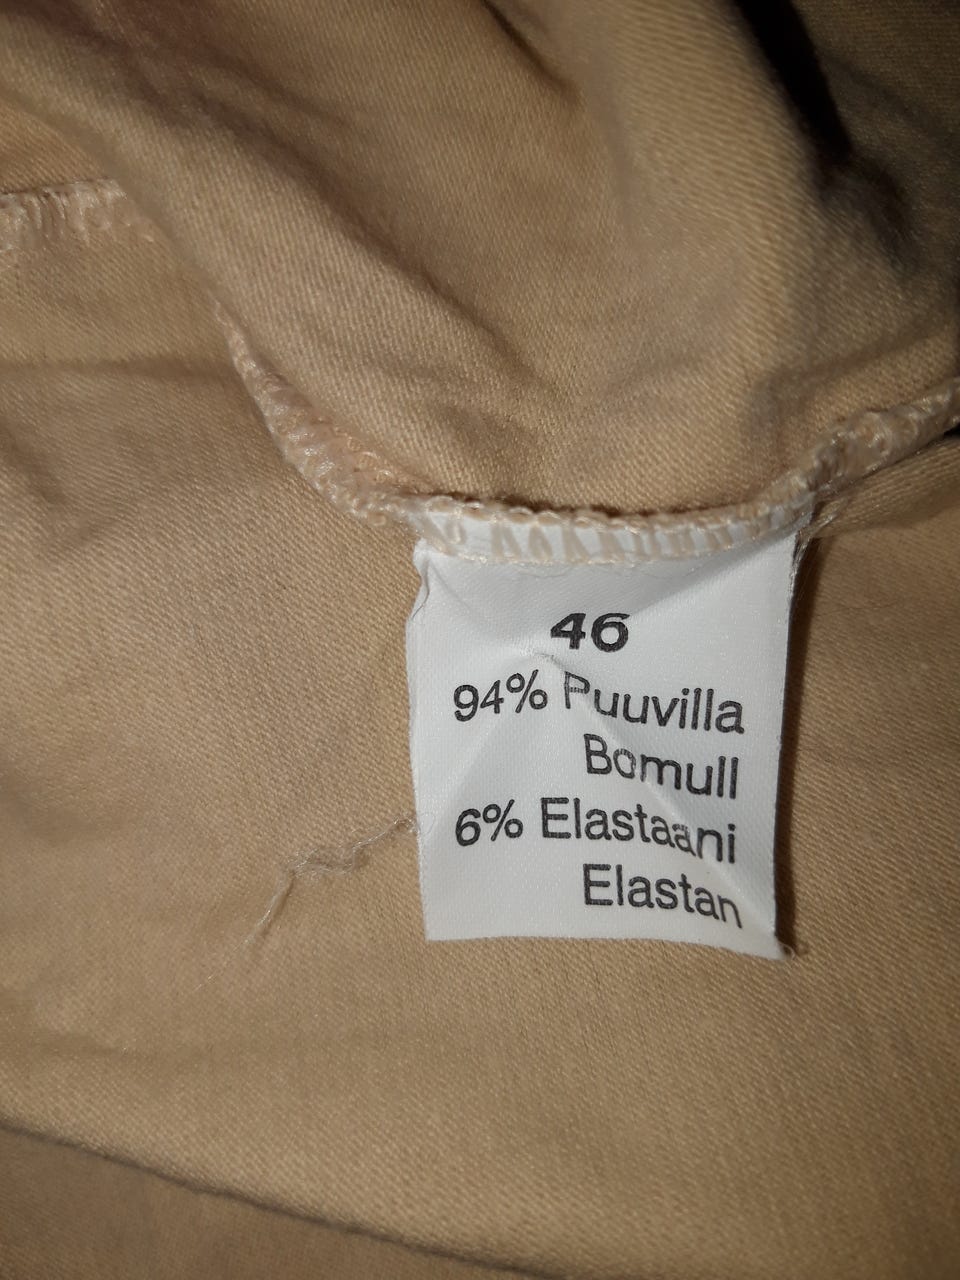 46
94% Puuvilla
Bomull
6% Elastaani
Elastan